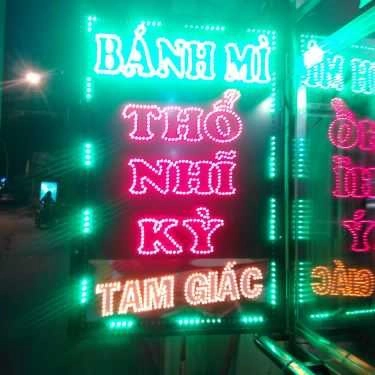 BÁNH MÌ
THỔ
NHĨ
KỲ
TAM GIÁC